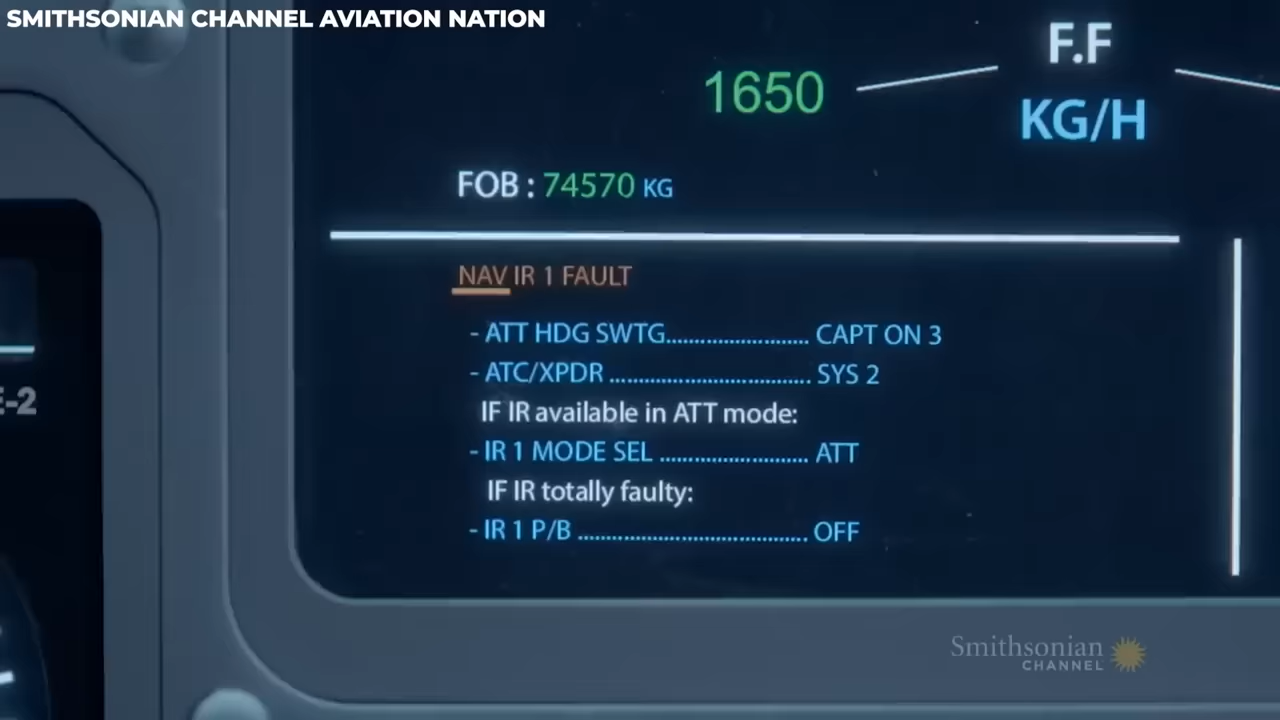 SMITHSONIAN CHANNEL AVIATION NATION
F.F
1650
KG/H
FOB : 74570 KG
NAV IR 1 FAULT
- ATT HDG SWTG......................... CAPT ON 3
- ATC/XPDR ..................................... SYS 2
IF IR available in ATT mode:
- IR 1 MODE SEL ........................... ATT
IF IR totally faulty:
- IR 1 P/B .......................................... OFF
E-2
Smithsonian
CHANNEL